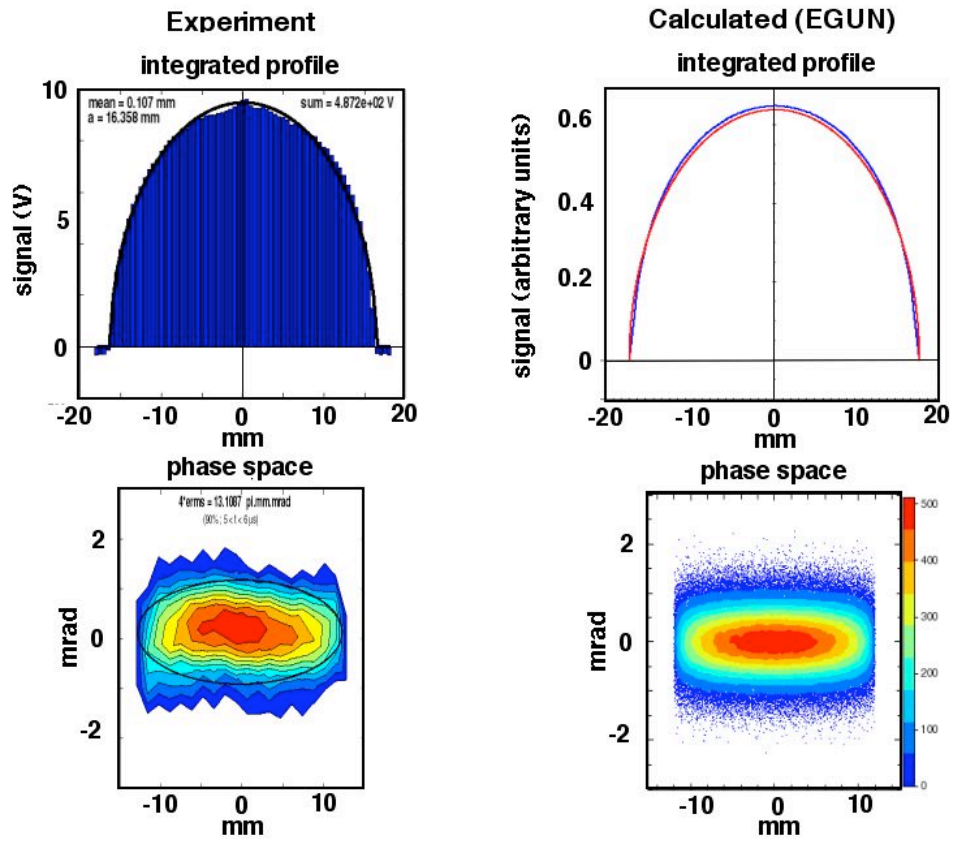 Experiment
integrated profile
mean = 0.107 mm
a = 16.358 mm
sum = 4.872e+02 V
signal (V)
10
5
0
-20
-10
0
10
20
mm
Calculated (EGUN)
integrated profile
signal (arbitrary units)
0.6
0.4
0.2
0
-20
-10
0
10
20
mm
phase space
4*erms = 13.1087 pi.mm.mrad
(90% ; 5 < t < 6 µs)
mrad
2
0
-2
-10
0
10
mm
phase space
mrad
2
0
-2
-10
0
10
mm
500
400
300
200
100
0